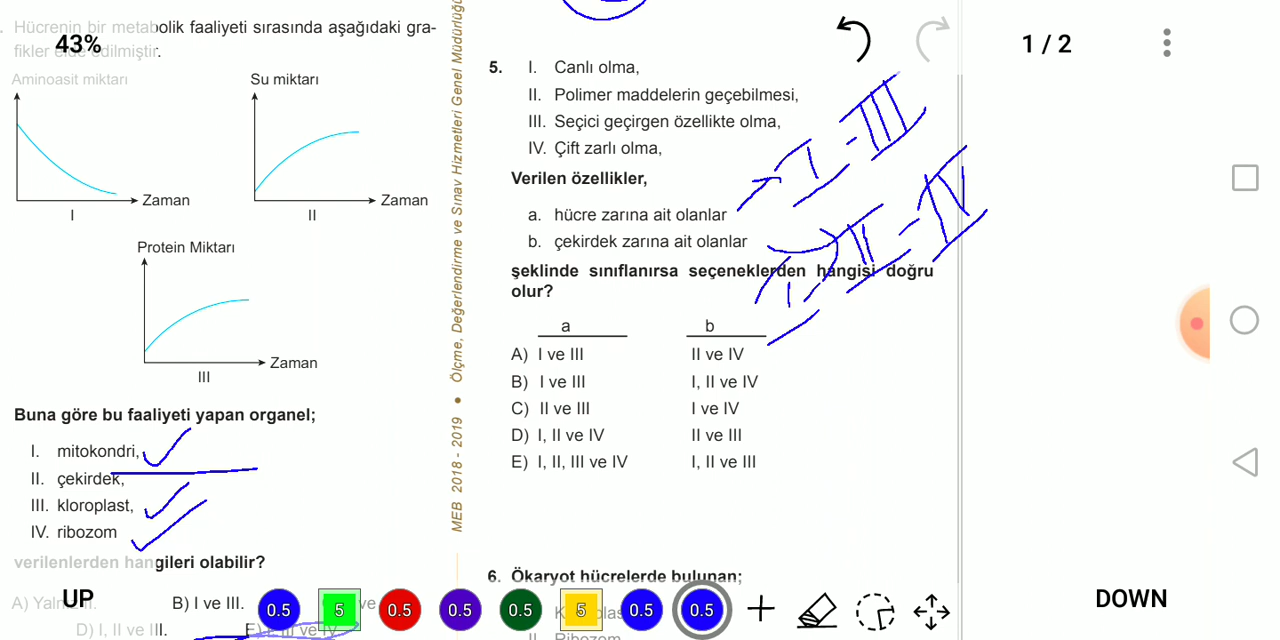 Hücrenin bir metabolik faaliyeti sırasında aşağıdaki gra-
fikler elde edilmiştir.
43%
Aminoasit miktarı
Su miktarı
Zaman
I
Zaman
II
Protein Miktarı
Zaman
III
Buna göre bu faaliyeti yapan organel;
I. mitokondri,
II. çekirdek,
III. kloroplast,
IV. ribozom
verilenlerden hangileri olabilir?
B) I ve III.
D) I, II ve III.
MEB 2018 - 2019 ● Ölçme, Değerlendirme ve Sınav Hizmetleri Genel Müdürlüğü
5. I. Canlı olma,
II. Polimer maddelerin geçebilmesi,
III. Seçici geçirgen özellikte olma,
IV. Çift zarlı olma,
Verilen özellikler,
a. hücre zarına ait olanlar
b. çekirdek zarına ait olanlar
şeklinde sınıflanırsa seçeneklerden hangisi doğru
olur?
a b
A) I ve III II ve IV
B) I ve III I, II ve IV
C) II ve III I ve IV
D) I, II ve IV II ve III
E) I, II, III ve IV I, II ve III
I - III
II - IV
6. Ökaryot hücrelerde bulunan;
II. Ribozom
1 / 2
UP
0.5 5 0.5 0.5 0.5 5 0.5 0.5
DOWN